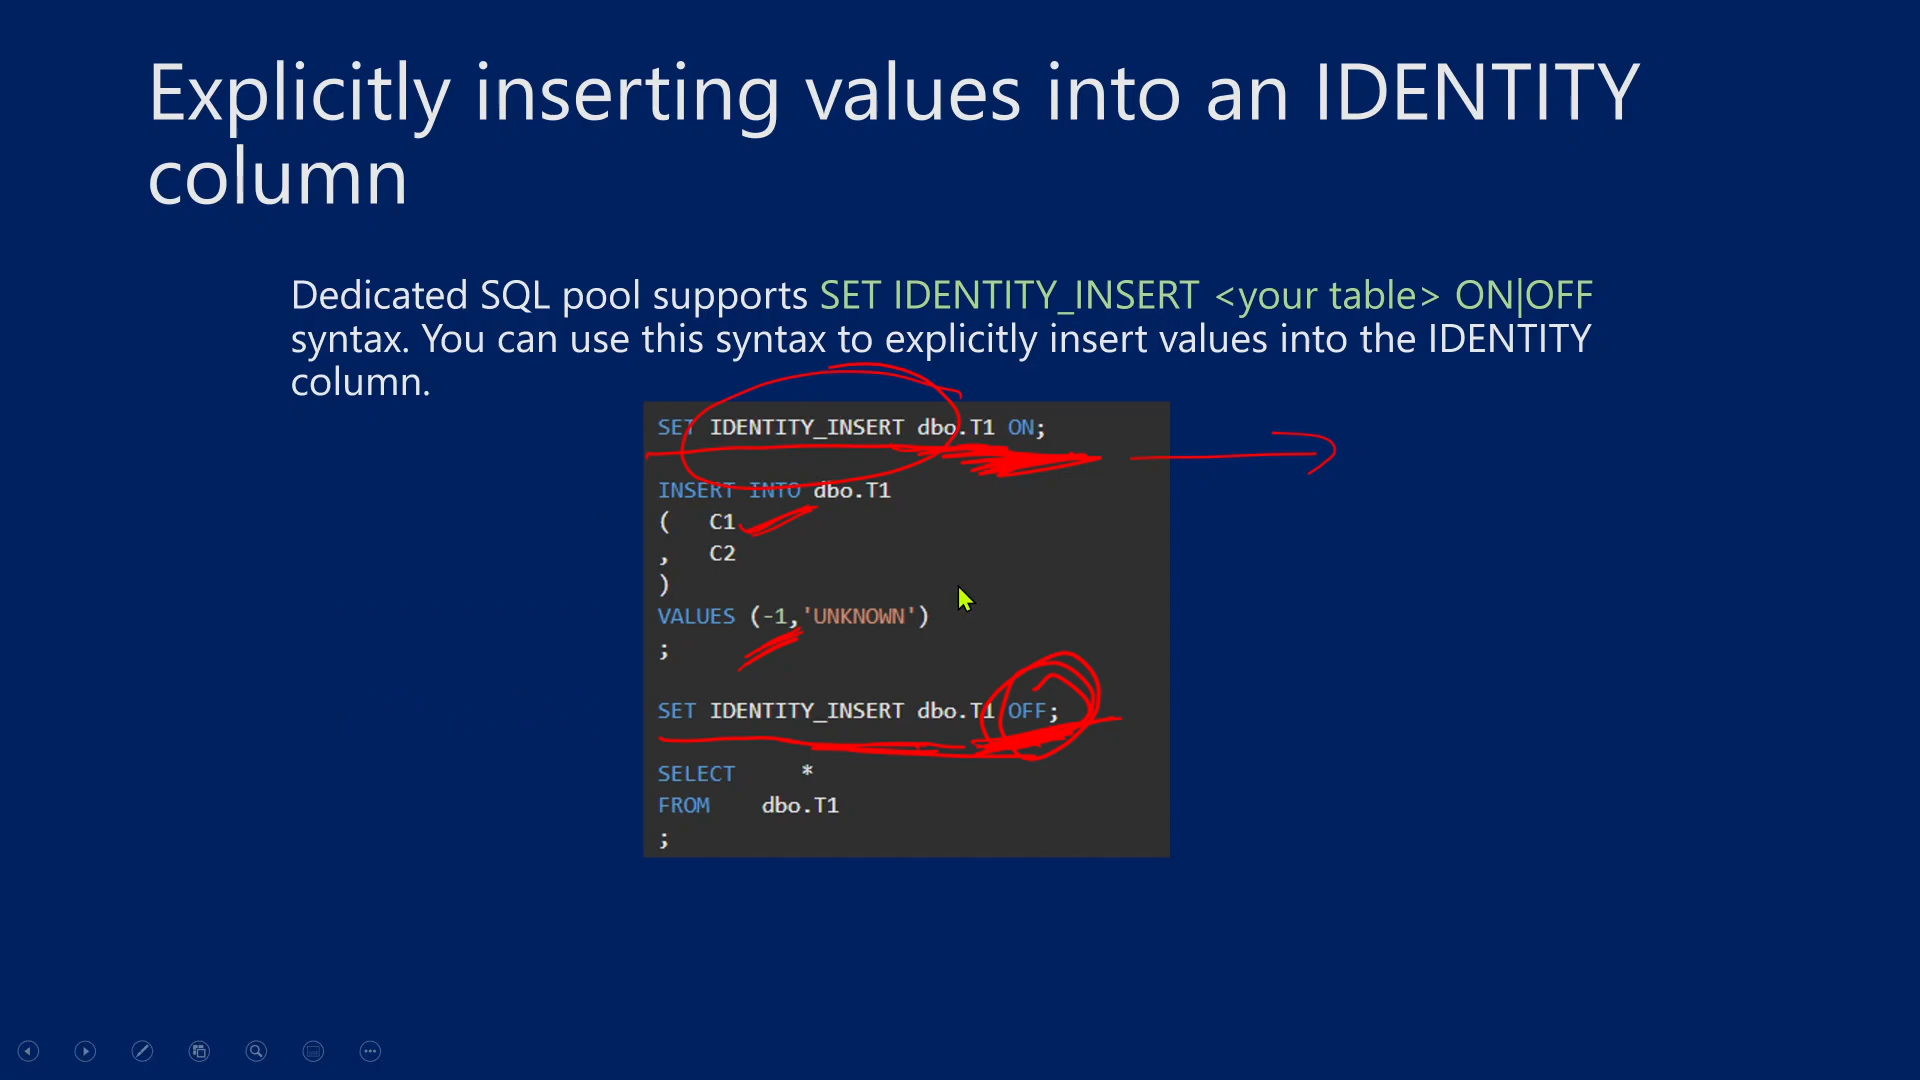 Explicitly inserting values into an IDENTITY
column
Dedicated SQL pool supports SET IDENTITY_INSERT <your table> ON|OFF
syntax. You can use this syntax to explicitly insert values into the IDENTITY
column.
SET IDENTITY_INSERT dbo.T1 ON;
INSERT INTO dbo.T1
(   C1
,   C2
)
VALUES (-1,'UNKNOWN')
;
SET IDENTITY_INSERT dbo.T1 OFF;
SELECT     *
FROM    dbo.T1
;